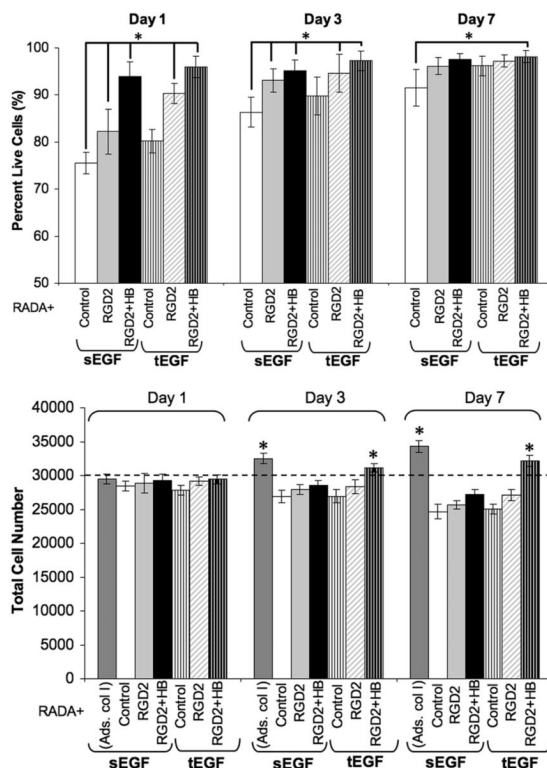 Day 1 Day 3 Day 7
* * *
Percent Live Cells (%)
100
90
80
70
60
50
RADA+
Control RGD2 RGD2+HB Control RGD2 RGD2+HB
Control RGD2 RGD2+HB Control RGD2 RGD2+HB
Control RGD2 RGD2+HB Control RGD2 RGD2+HB
sEGF tEGF sEGF tEGF sEGF tEGF
Day 1 Day 3 Day 7
* * * *
Total Cell Number
40000
35000
30000
25000
20000
15000
10000
5000
0
RADA+
(Ads. col I) Control RGD2 RGD2+HB Control RGD2 RGD2+HB
(Ads. col I) Control RGD2 RGD2+HB Control RGD2 RGD2+HB
(Ads. col I) Control RGD2 RGD2+HB Control RGD2 RGD2+HB
sEGF tEGF sEGF tEGF sEGF tEGF